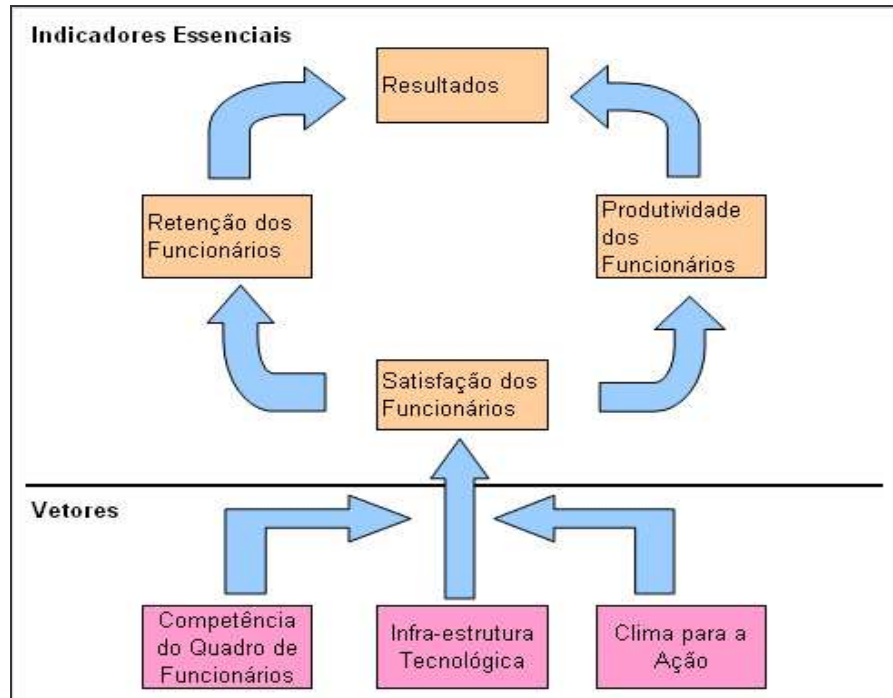 Indicadores Essenciais
Resultados
Retenção dos
Funcionários
Produtividade
dos
Funcionários
Satisfação dos
Funcionários
Vetores
Competência
do Quadro de
Funcionários
Infra-estrutura
Tecnológica
Clima para a
Ação